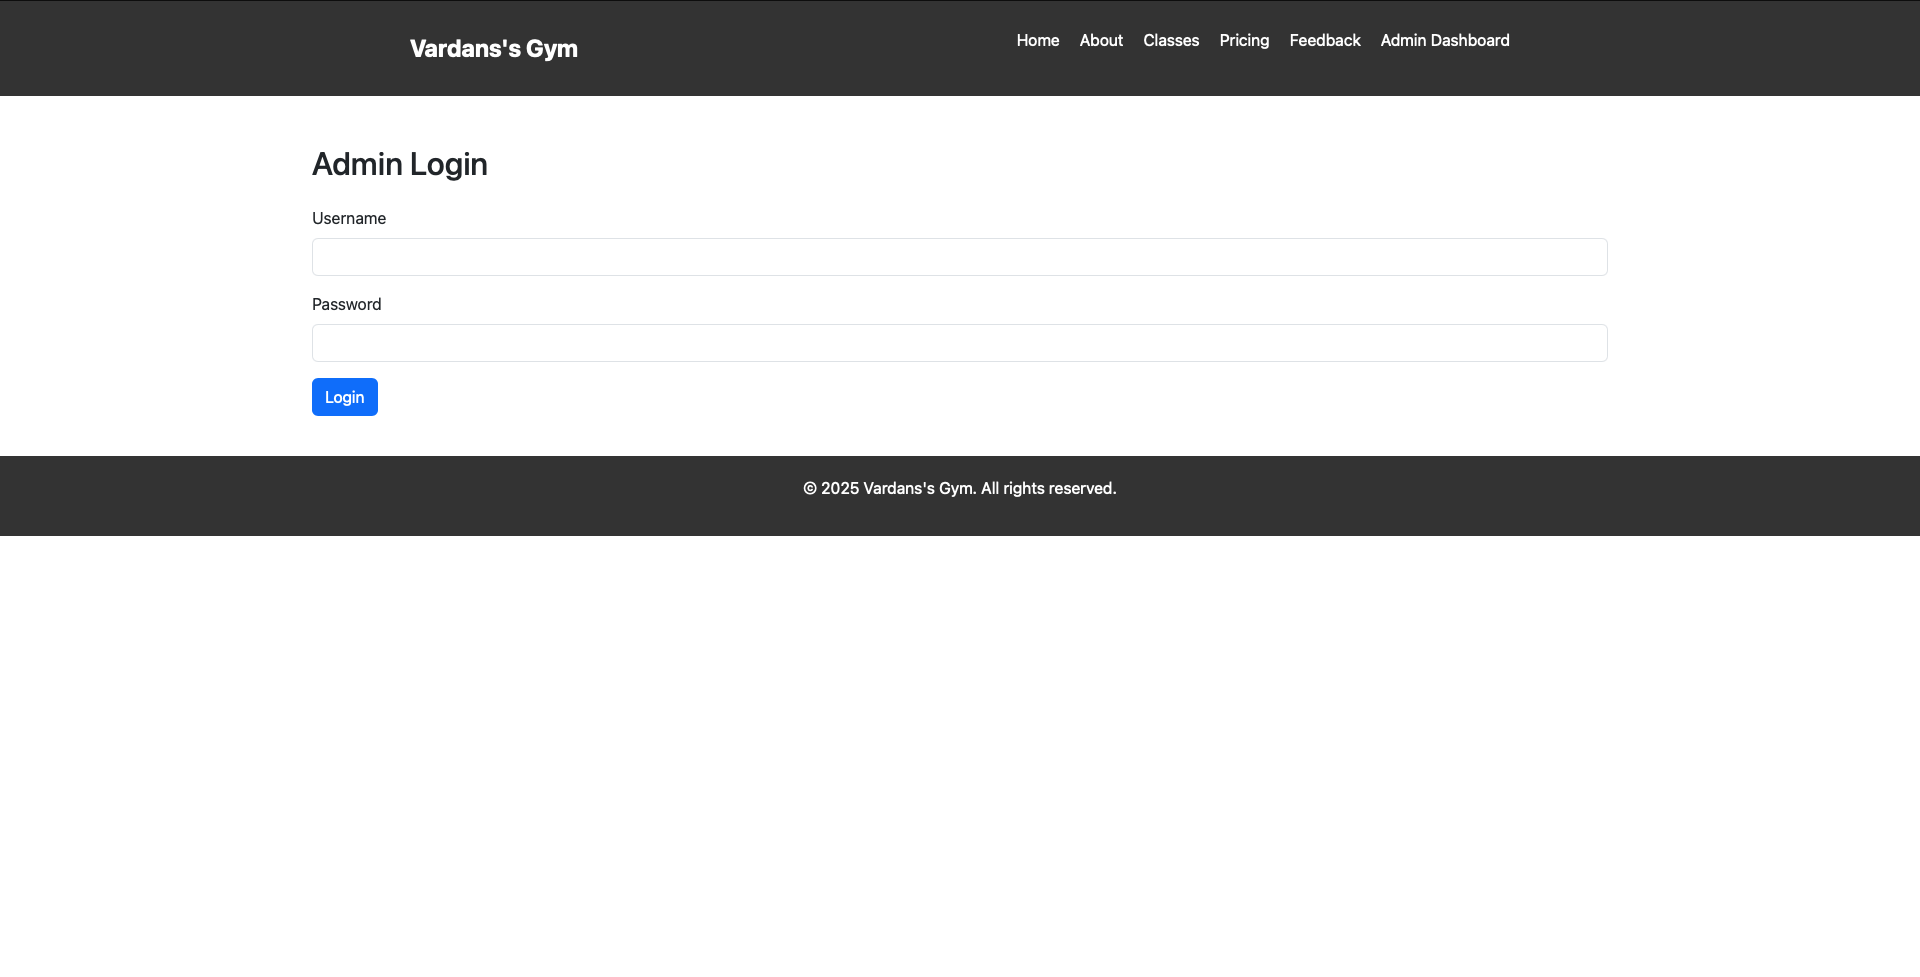 Vardans's Gym
Home About Classes Pricing Feedback Admin Dashboard
Admin Login
Username
Password
Login
© 2025 Vardans's Gym. All rights reserved.